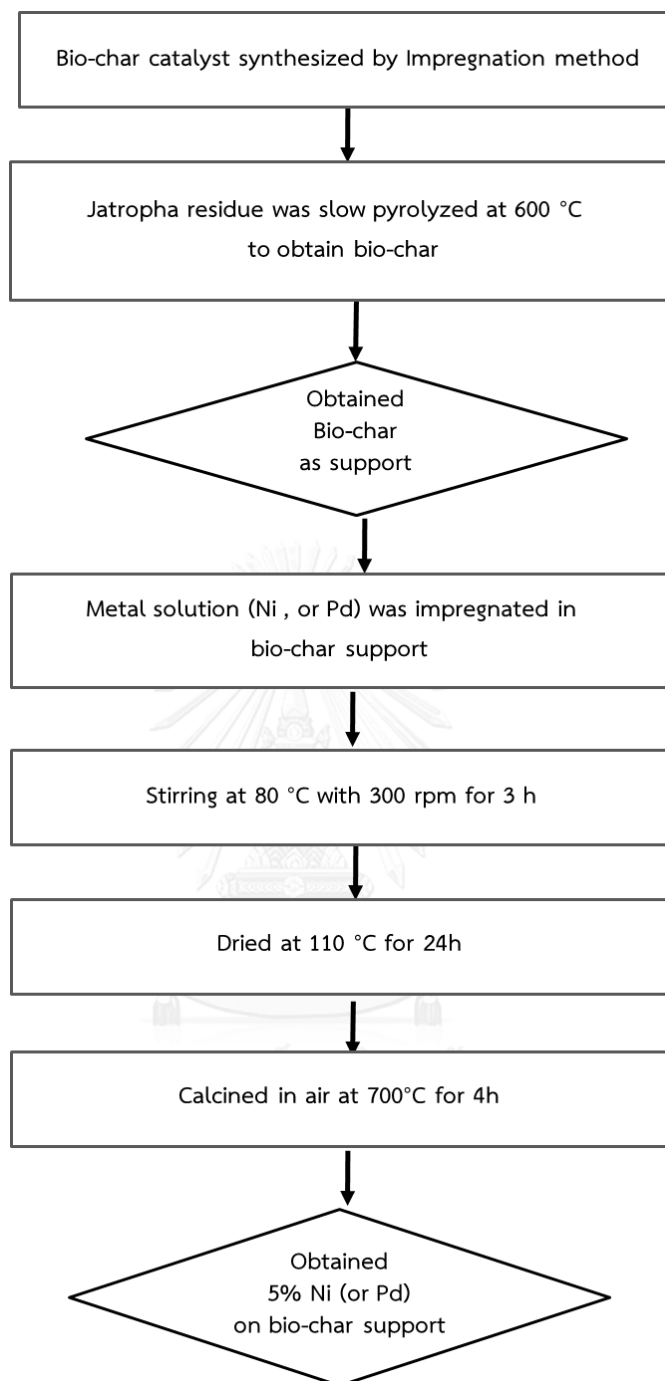 Bio-char catalyst synthesized by Impregnation method
Jatropha residue was slow pyrolyzed at 600 °C
to obtain bio-char
Obtained
Bio-char
as support
Metal solution (Ni , or Pd) was impregnated in
bio-char support
Stirring at 80 °C with 300 rpm for 3 h
Dried at 110 °C for 24h
Calcined in air at 700°C for 4h
Obtained
5% Ni (or Pd)
on bio-char support